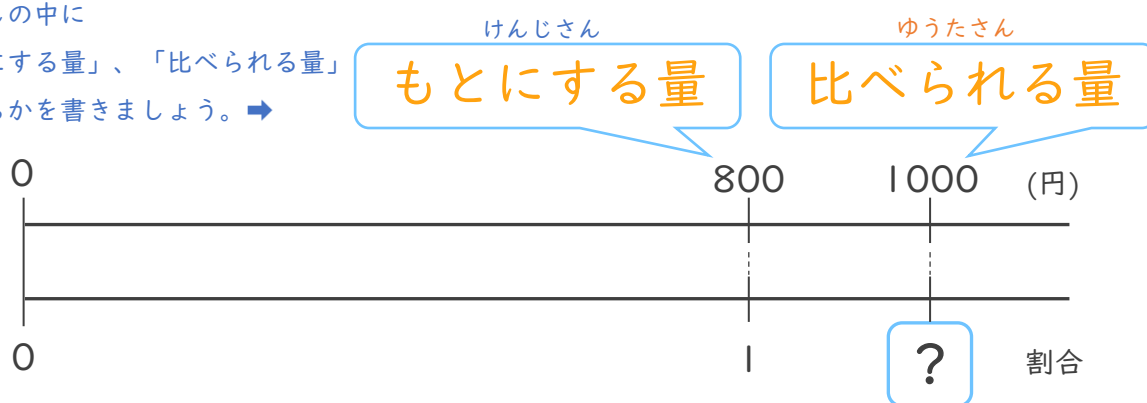 の中に
にする量」、「比べられる量」
かを書きましょう。➡
けんじさん
ゆうたさん
もとにする量
比べられる量
0
800
1000
(円)
0
1
?
割合